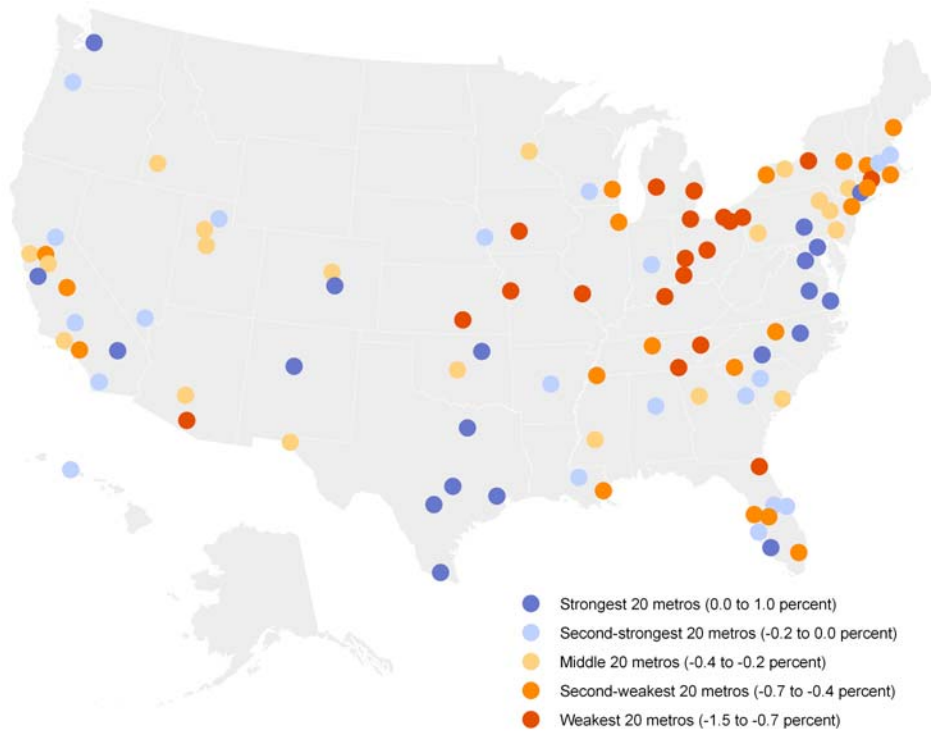 Strongest 20 metros (0.0 to 1.0 percent)
Second-strongest 20 metros (-0.2 to 0.0 percent)
Middle 20 metros (-0.4 to -0.2 percent)
Second-weakest 20 metros (-0.7 to -0.4 percent)
Weakest 20 metros (-1.5 to -0.7 percent)